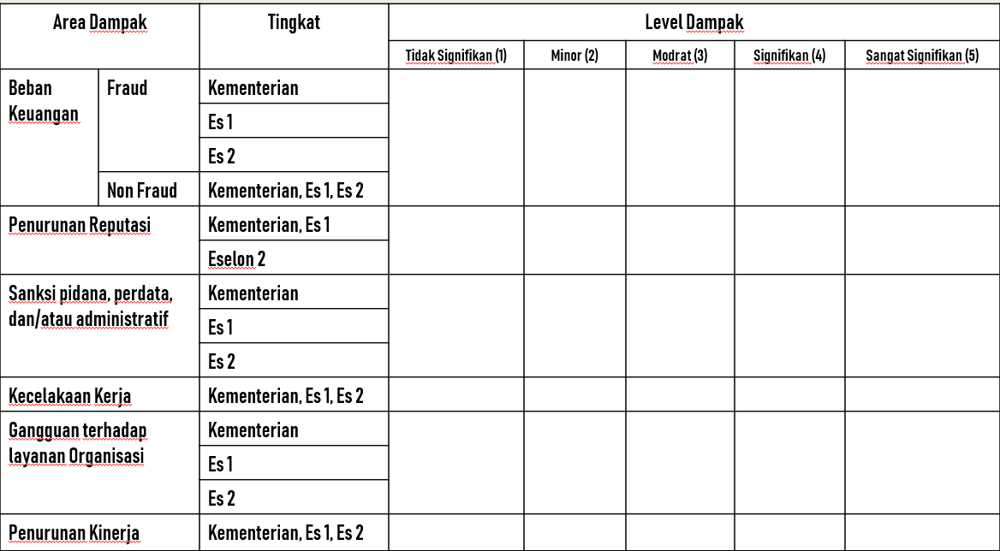 Area Dampak
Tingkat
Level Dampak
Tidak Signifikan (1)
Minor (2)
Modrat (3)
Signifikan (4)
Sangat Signifikan (5)
Beban
Keuangan
Fraud
Kementerian
Es 1
Es 2
Non Fraud
Kementerian, Es 1, Es 2
Penurunan Reputasi
Kementerian, Es 1
Eselon 2
Sanksi pidana, perdata,
dan/atau administratif
Kementerian
Es 1
Es 2
Kecelakaan Kerja
Kementerian, Es 1, Es 2
Gangguan terhadap
layanan Organisasi
Kementerian
Es 1
Es 2
Penurunan Kinerja
Kementerian, Es 1, Es 2